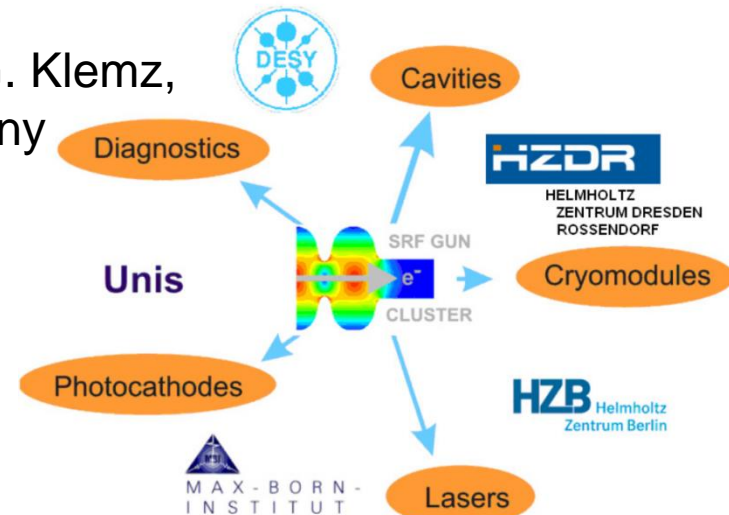 . Klemz,
ny
DESY
Cavities
Diagnostics
HZDR
HELMHOLTZ
ZENTRUM DRESDEN
ROSSENDORF
SRF GUN
Unis
e⁻
Cryomodules
CLUSTER
Photocathodes
HZB Helmholtz
Zentrum Berlin
MBI
MAX-BORN-
INSTITUT
Lasers